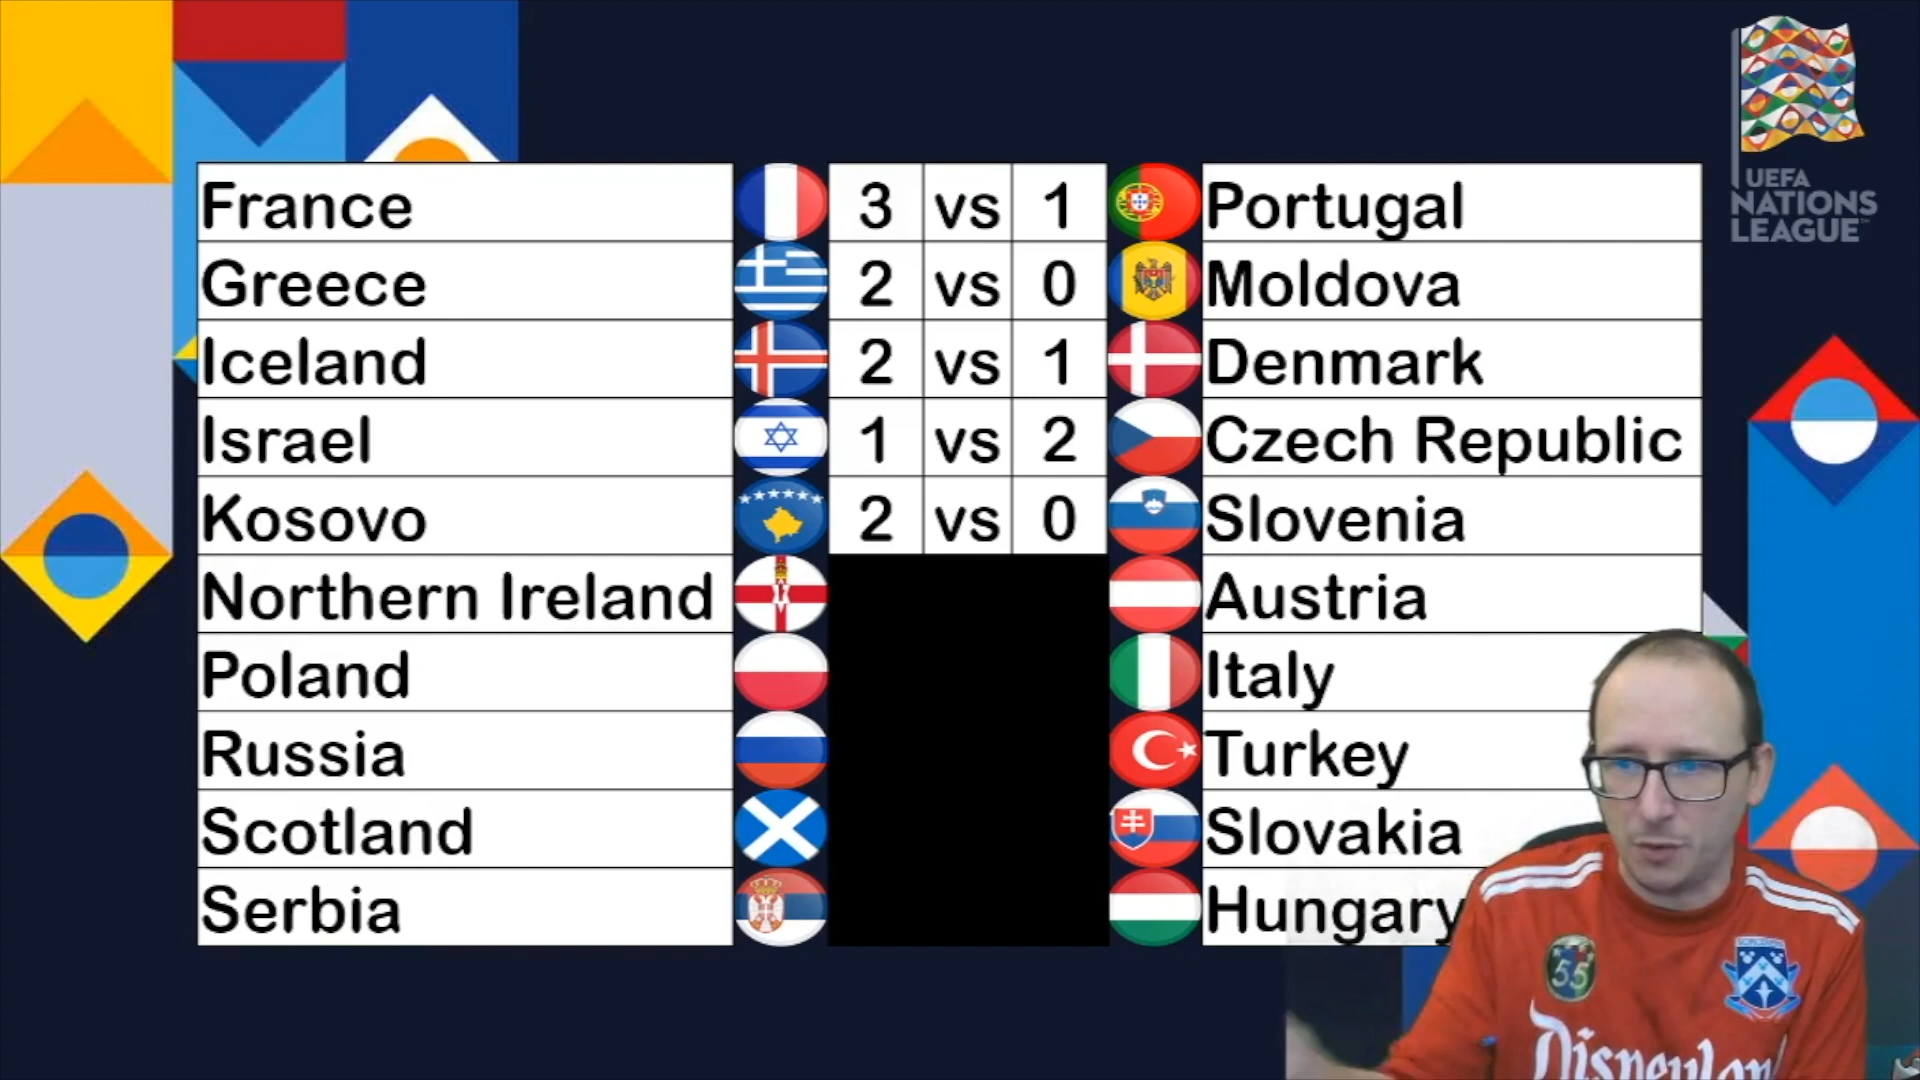 UEFA
NATIONS
LEAGUE™
France 3 vs 1 Portugal
Greece 2 vs 0 Moldova
Iceland 2 vs 1 Denmark
Israel 1 vs 2 Czech Republic
Kosovo 2 vs 0 Slovenia
Northern Ireland Austria
Poland Italy
Russia Turkey
Scotland Slovakia
Serbia Hungary
55